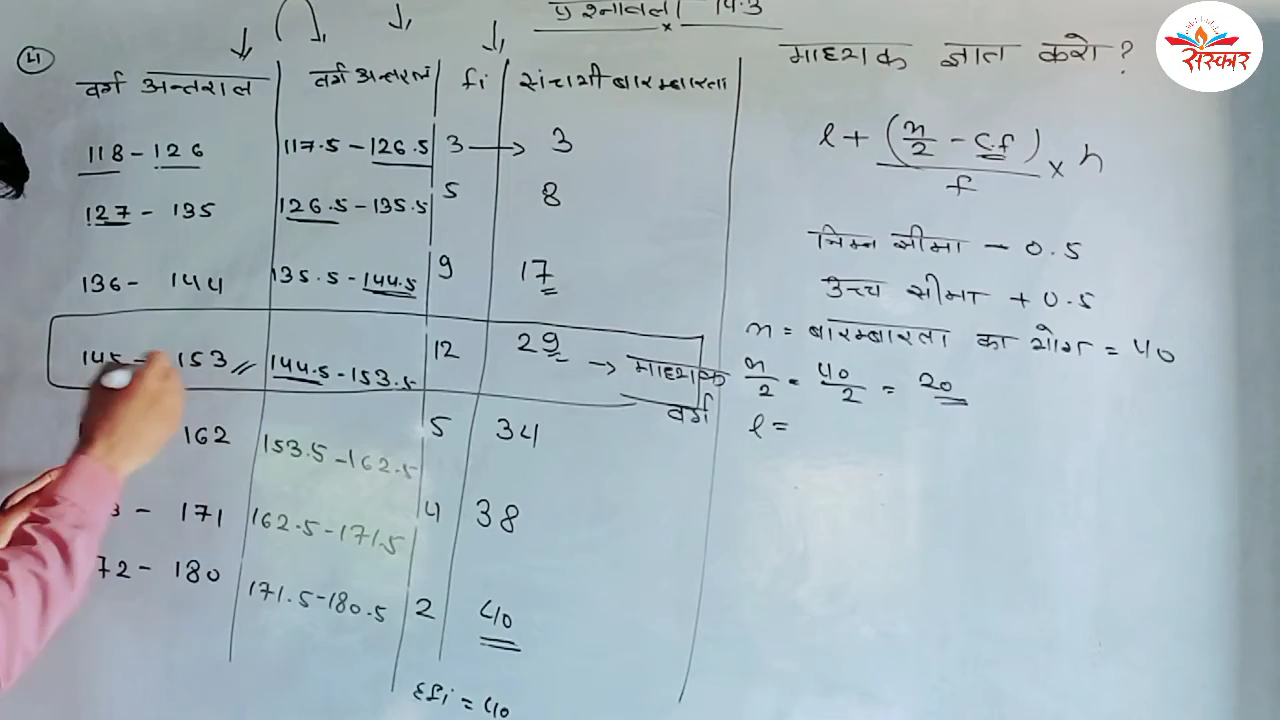 प्रश्नावली 14.3
माध्यक ज्ञात करो ?
संस्कार
4
वर्ग अन्तराल वर्ग अन्तराल fi संचयी बारम्बारता
118 - 126 117.5 - 126.5 3 → 3
127 - 135 126.5 - 135.5 5 8
136 - 144 135.5 - 144.5 9 17
145 - 153 144.5 - 153.5 12 29 → माध्यक वर्ग
162 153.5 - 162.5 5 34
3 - 171 162.5 - 171.5 4 38
72 - 180 171.5 - 180.5 2 40
Σfi = 40
l + (n/2 - c.f) / f × h
निम्न सीमा - 0.5
उच्च सीमा + 0.5
n = बारम्बारता का योग = 40
n/2 = 40/2 = 20
l =